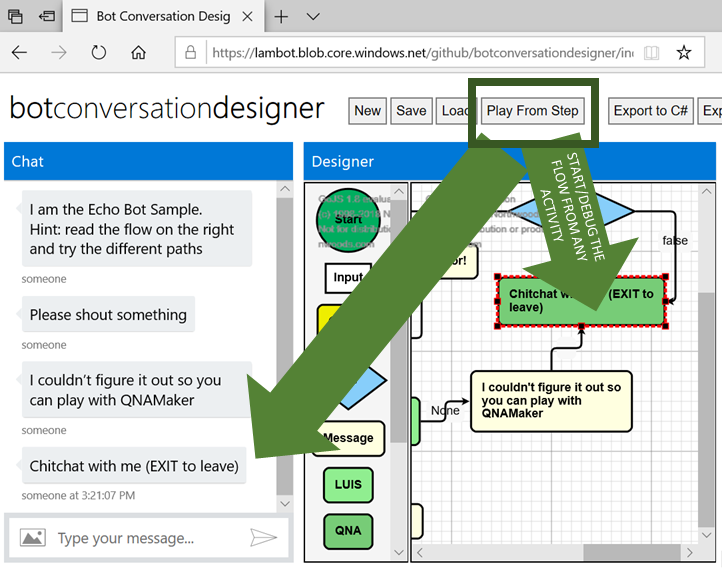 Bot Conversation Desig
https://lambot.blob.core.windows.net/github/botconversationdesigner/in
botconversationdesigner
New
Save
Load
Play From Step
Export to C#
Exp
Chat
Designer
I am the Echo Bot Sample.
Hint: read the flow on the right
and try the different paths
someone
Please shout something
someone
I couldn't figure it out so you
can play with QNAMaker
someone
Chitchat with me (EXIT to leave)
someone at 3:21:07 PM
Type your message...
Start
Input
Message
LUIS
QNA
or!
false
Chitchat w (EXIT to
leave)
I couldn't figure it out so
you can play with
QNAMaker
None
START/DEBUG THE
FLOW FROM ANY
ACTIVITY